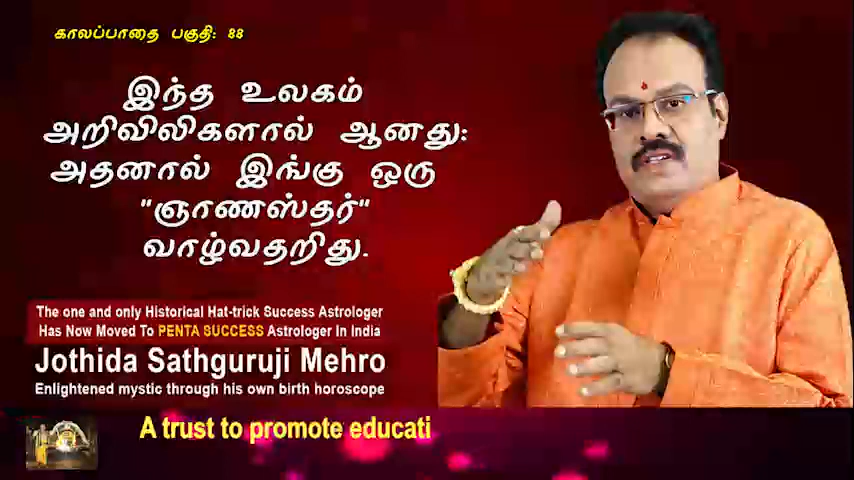 காலப்பாதை பகுதி: 88
இந்த உலகம்
அறிவிலிகளால் ஆனது:
அதனால் இங்கு ஒரு
"ஞாணஸ்தர்"
வாழ்வதறிது.
The one and only Historical Hat-trick Success Astrologer
Has Now Moved To PENTA SUCCESS Astrologer In India
Jothida Sathguruji Mehro
Enlightened mystic through his own birth horoscope
A trust to promote educati